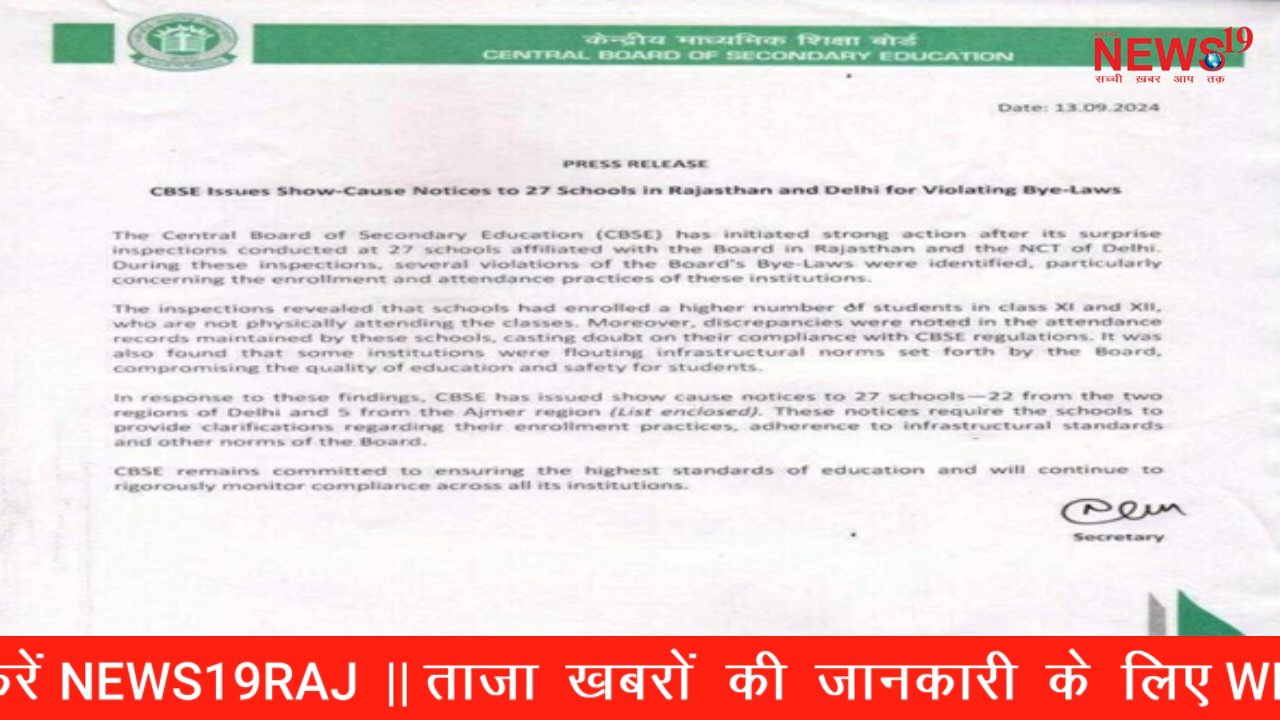 केन्द्रीय माध्यमिक शिक्षा बोर्ड
CENTRAL BOARD OF SECONDARY EDUCATION
NEWS19
सच्ची ख़बर आप तक़
Date: 13.09.2024
PRESS RELEASE
CBSE Issues Show-Cause Notices to 27 Schools in Rajasthan and Delhi for Violating Bye-Laws
The Central Board of Secondary Education (CBSE) has initiated strong action after its surprise
inspections conducted at 27 schools affiliated with the Board in Rajasthan and the NCT of Delhi.
During these inspections, several violations of the Board's Bye-Laws were identified, particularly
concerning the enrollment and attendance practices of these institutions.
The inspections revealed that schools had enrolled a higher number of students in class XI and XII,
who are not physically attending the classes. Moreover, discrepancies were noted in the attendance
records maintained by these schools, casting doubt on their compliance with CBSE regulations. It was
also found that some institutions were flouting infrastructural norms set forth by the Board,
compromising the quality of education and safety for students.
In response to these findings, CBSE has issued show cause notices to 27 schools—22 from the two
regions of Delhi and 5 from the Ajmer region (List enclosed). These notices require the schools to
provide clarifications regarding their enrollment practices, adherence to infrastructural standards
and other norms of the Board.
CBSE remains committed to ensuring the highest standards of education and will continue to
rigorously monitor compliance across all its institutions.
Secretary
NEWS19RAJ || ताजा खबरों की जानकारी के लिए